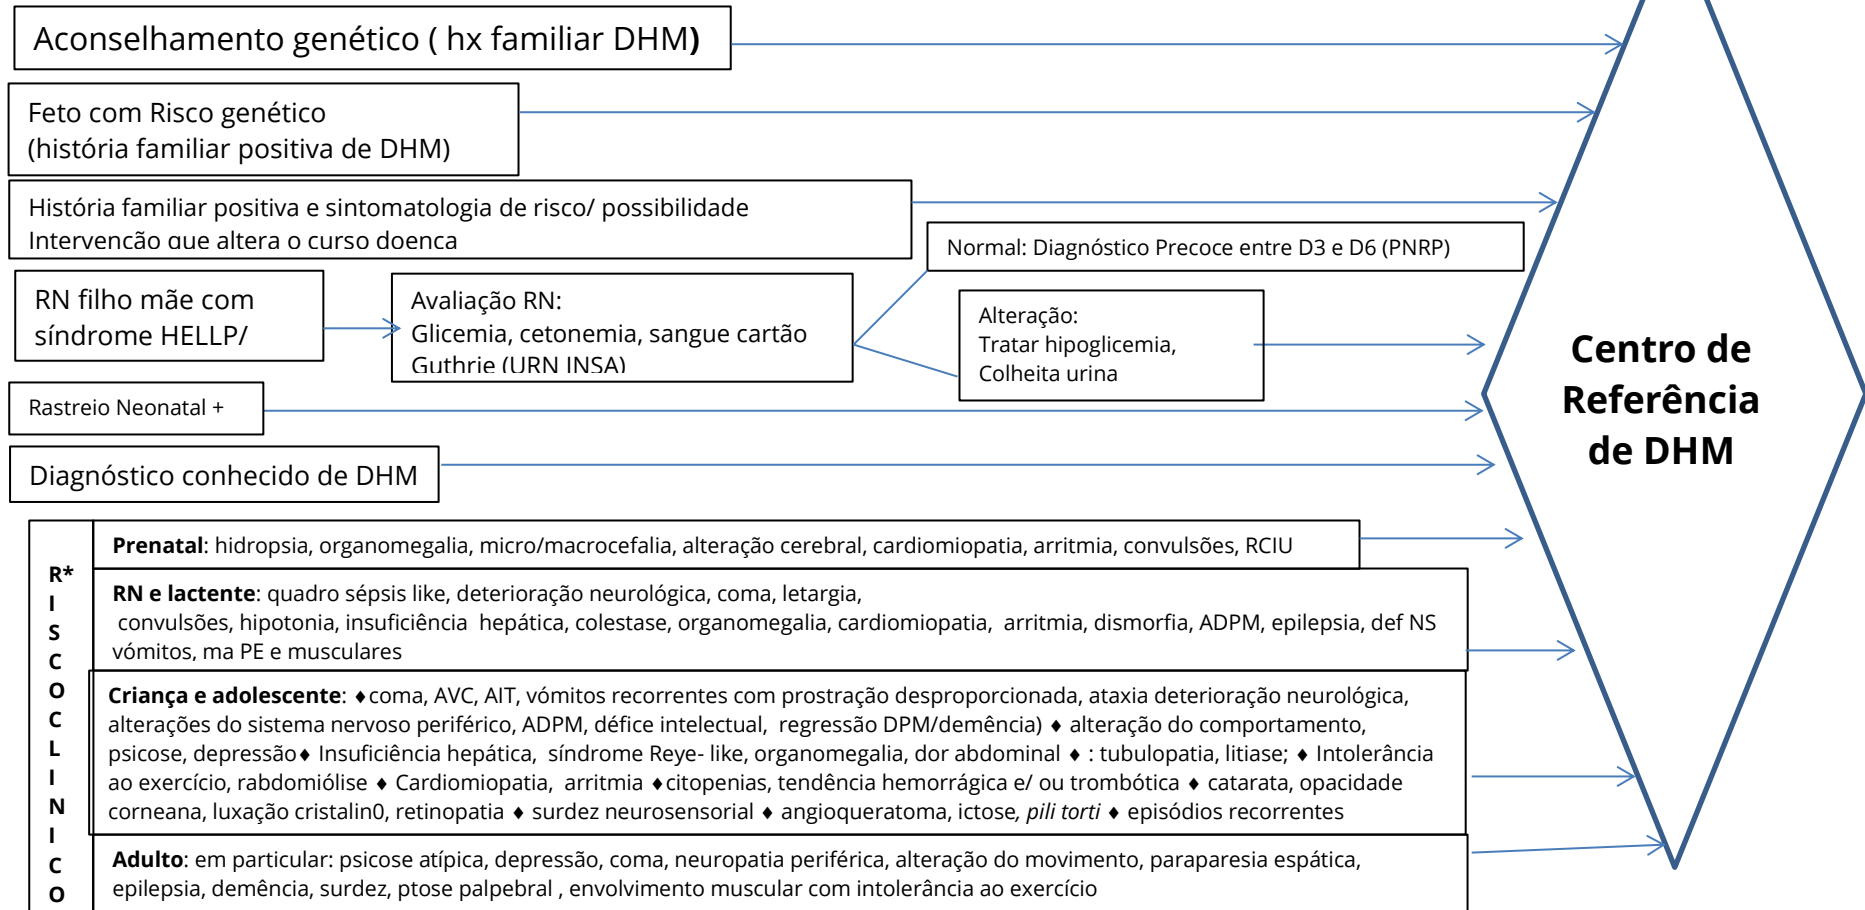 Aconselhamento genético ( hx familiar DHM)
Feto com Risco genético
(história familiar positiva de DHM)
História familiar positiva e sintomatologia de risco/ possibilidade
Intervenção que altera o curso doença
Normal: Diagnóstico Precoce entre D3 e D6 (PNRP)
RN filho mãe com
síndrome HELLP/
Avaliação RN:
Glicemia, cetonemia, sangue cartão
Guthrie (URN INSA)
Alteração:
Tratar hipoglicemia,
Colheita urina
Rastreio Neonatal +
Diagnóstico conhecido de DHM
Centro de
Referência
de DHM
R*
I
S
C
O
C
L
I
N
I
C
O
Prenatal: hidropsia, organomegalia, micro/macrocefalia, alteração cerebral, cardiomiopatia, arritmia, convulsões, RCIU
RN e lactente: quadro sépsis like, deterioração neurológica, coma, letargia,
convulsões, hipotonia, insuficiência hepática, colestase, organomegalia, cardiomiopatia, arritmia, dismorfia, ADPM, epilepsia, def NS
vómitos, ma PE e musculares
Criança e adolescente: ♦coma, AVC, AIT, vómitos recorrentes com prostração desproporcionada, ataxia deterioração neurológica,
alterações do sistema nervoso periférico, ADPM, défice intelectual, regressão DPM/demência) ♦ alteração do comportamento,
psicose, depressão♦ Insuficiência hepática, síndrome Reye- like, organomegalia, dor abdominal ♦ : tubulopatia, litiase; ♦ Intolerância
ao exercício, rabdomiólise ♦ Cardiomiopatia, arritmia ♦citopenias, tendência hemorrágica e/ ou trombótica ♦ catarata, opacidade
corneana, luxação cristalin0, retinopatia ♦ surdez neurosensorial ♦ angioqueratoma, ictose, pili torti ♦ episódios recorrentes
Adulto: em particular: psicose atípica, depressão, coma, neuropatia periférica, alteração do movimento, paraparesia espática,
epilepsia, demência, surdez, ptose palpebral , envolvimento muscular com intolerância ao exercício